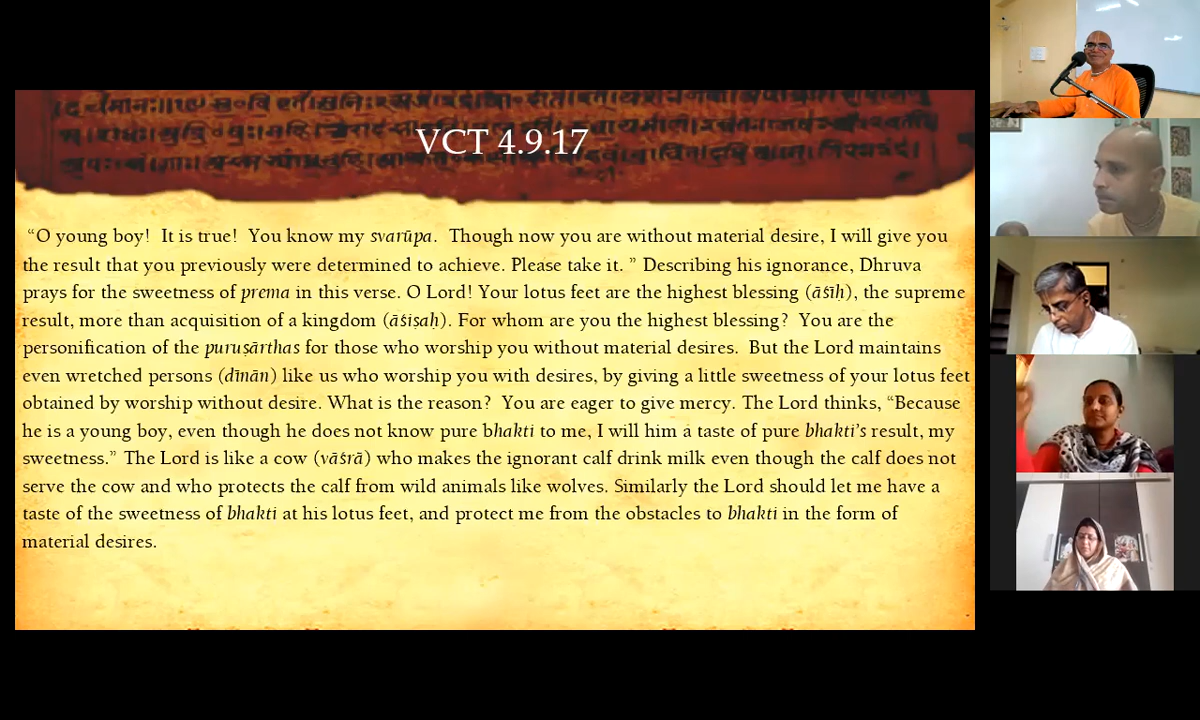 VCT 4.9.17
“O young boy!  It is true!  You know my svarūpa.  Though now you are without material desire, I will give you
the result that you previously were determined to achieve. Please take it. ” Describing his ignorance, Dhruva
prays for the sweetness of prema in this verse. O Lord! Your lotus feet are the highest blessing (āśīḥ), the supreme
result, more than acquisition of a kingdom (āśiṣaḥ). For whom are you the highest blessing?  You are the
personification of the puruṣārthas for those who worship you without material desires.  But the Lord maintains
even wretched persons (dīnān) like us who worship you with desires, by giving a little sweetness of your lotus feet
obtained by worship without desire. What is the reason?  You are eager to give mercy. The Lord thinks, “Because
he is a young boy, even though he does not know pure bhakti to me, I will him a taste of pure bhakti’s result, my
sweetness.” The Lord is like a cow (vāśrā) who makes the ignorant calf drink milk even though the calf does not
serve the cow and who protects the calf from wild animals like wolves. Similarly the Lord should let me have a
taste of the sweetness of bhakti at his lotus feet, and protect me from the obstacles to bhakti in the form of
material desires.